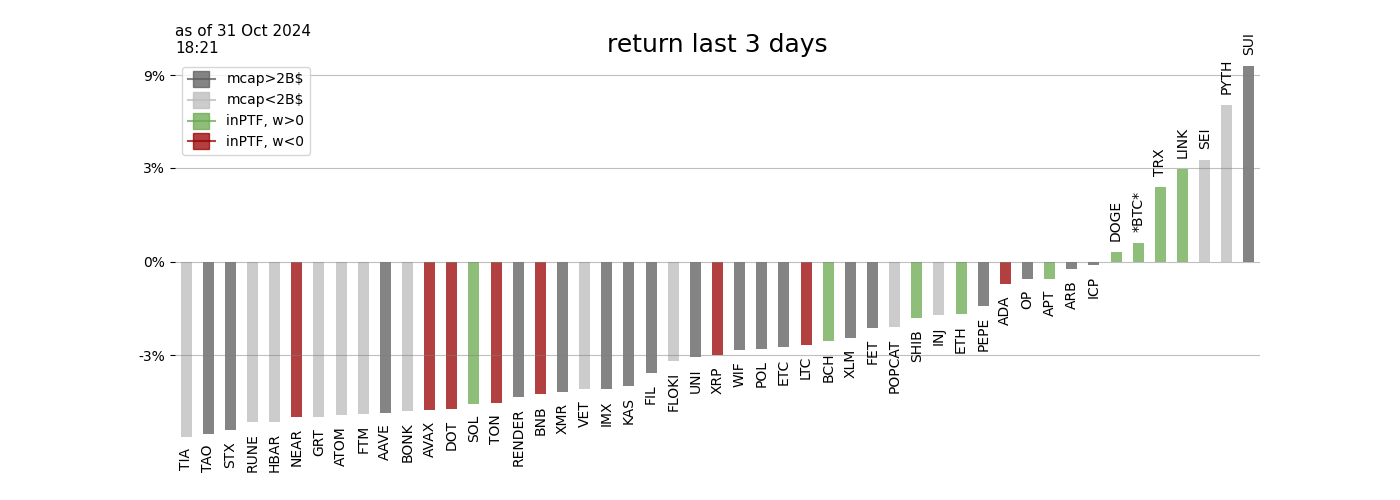 as of 31 Oct 2024
18:21
return last 3 days
mcap>2B$
mcap<2B$
inPTF, w>0
inPTF, w<0
9%
3%
0%
-3%
TIA
TAO
STX
RUNE
HBAR
NEAR
GRT
ATOM
FTM
AAVE
BONK
AVAX
DOT
SOL
TON
RENDER
BNB
XMR
VET
IMX
KAS
FIL
FLOKI
UNI
XRP
WIF
POL
ETC
LTC
BCH
XLM
FET
POPCAT
SHIB
INJ
ETH
PEPE
ADA
OP
APT
ARB
ICP
DOGE
*BTC*
TRX
LINK
SEI
PYTH
SUI